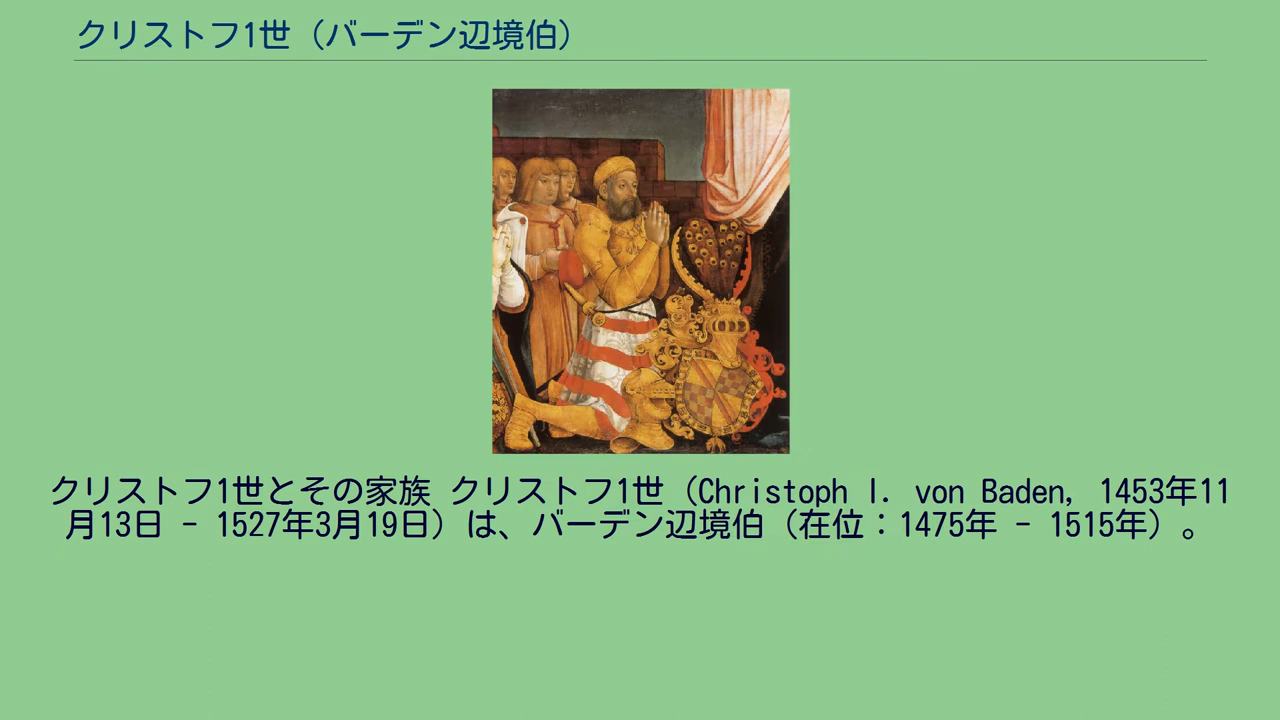 クリストフ1世（バーデン辺境伯）
クリストフ1世とその家族 クリストフ1世（Christoph I. von Baden, 1453年11
月13日 - 1527年3月19日）は、バーデン辺境伯（在位：1475年 - 1515年）。